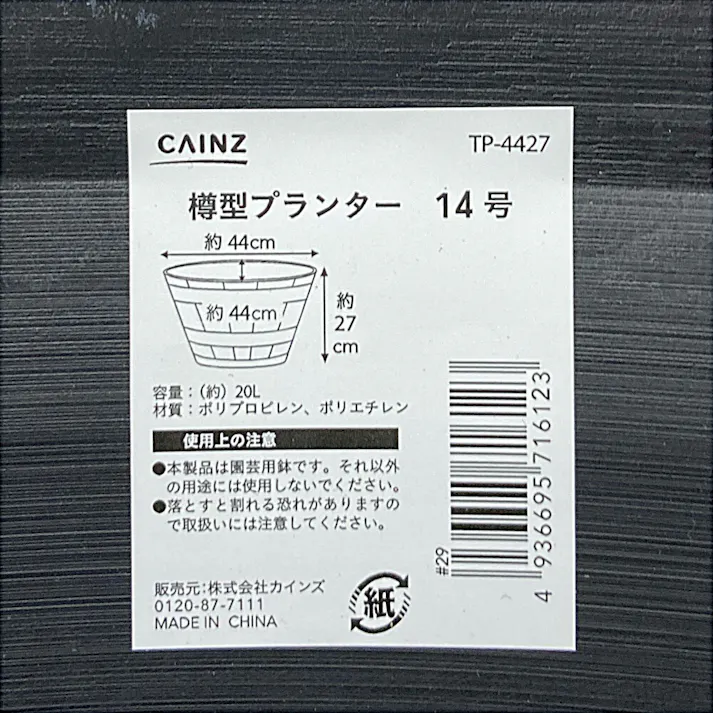 CAINZ
TP-4427
樽型プランター 14号
約 44cm
約 44cm
約
27
cm
容量：（約）20L
材質：ポリプロピレン、ポリエチレン
使用上の注意
●本製品は園芸用鉢です。それ以外
の用途には使用しないでください。
●落とすと割れる恐れがありますの
で取扱いには注意してください。
販売元：株式会社カインズ
0120-87-7111
MADE IN CHINA
紙
#29
4 936695 716123